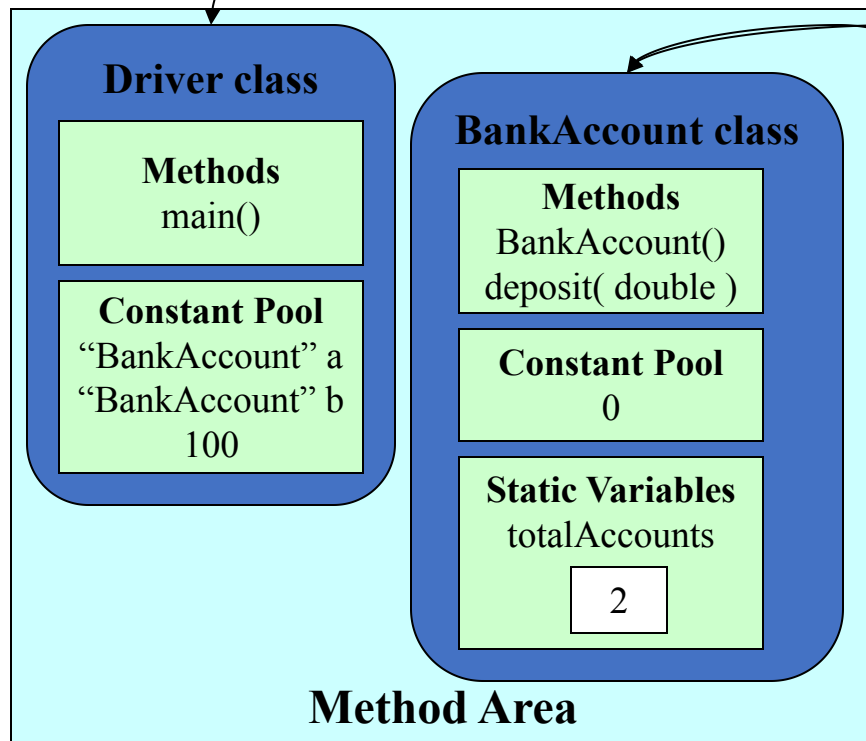 Driver class
Methods
main()
Constant Pool
“BankAccount” a
“BankAccount” b
100
BankAccount class
Methods
BankAccount()
deposit( double )
Constant Pool
0
Static Variables
totalAccounts
2
Method Area